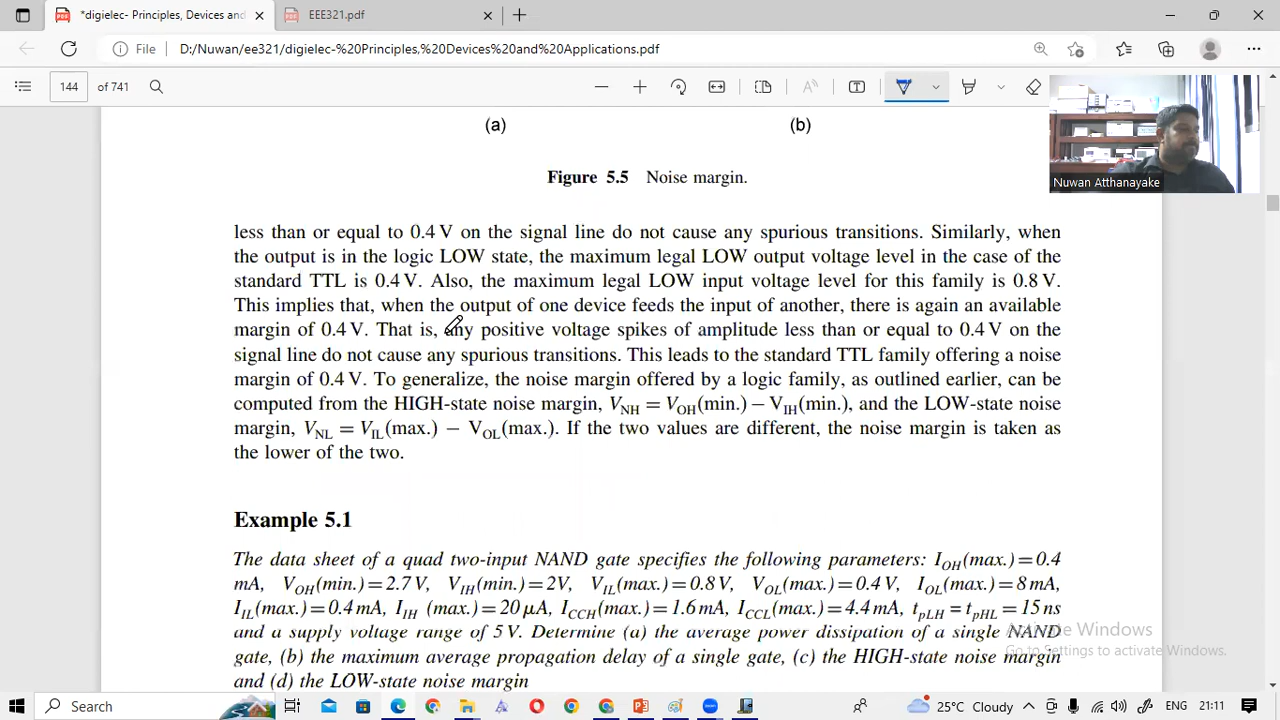 *digielec- Principles, Devices and
EEE321.pdf
File
D:/Nuwan/ee321/digielec-%20Principles,%20Devices%20and%20Applications.pdf
144 of 741
(a) (b)
Nuwan Atthanayake
Figure 5.5 Noise margin.
less than or equal to 0.4 V on the signal line do not cause any spurious transitions. Similarly, when
the output is in the logic LOW state, the maximum legal LOW output voltage level in the case of the
standard TTL is 0.4 V. Also, the maximum legal LOW input voltage level for this family is 0.8 V.
This implies that, when the output of one device feeds the input of another, there is again an available
margin of 0.4 V. That is, any positive voltage spikes of amplitude less than or equal to 0.4 V on the
signal line do not cause any spurious transitions. This leads to the standard TTL family offering a noise
margin of 0.4 V. To generalize, the noise margin offered by a logic family, as outlined earlier, can be
computed from the HIGH-state noise margin, VNH = VOH(min.) − VIH(min.), and the LOW-state noise
margin, VNL = VIL(max.) − VOL(max.). If the two values are different, the noise margin is taken as
the lower of the two.
Example 5.1
The data sheet of a quad two-input NAND gate specifies the following parameters: IOH(max.)=0.4
mA, VOH(min.)=2.7 V, VIH(min.)=2V, VIL(max.)=0.8 V, VOL(max.)=0.4 V, IOL(max.)=8 mA,
IIL(max.)=0.4 mA, IIH (max.)=20 μA, ICCH(max.)=1.6 mA, ICCL(max.)=4.4 mA, tpLH = tpHL=15 ns
and a supply voltage range of 5 V. Determine (a) the average power dissipation of a single NAND
gate, (b) the maximum average propagation delay of a single gate, (c) the HIGH-state noise margin
and (d) the LOW-state noise margin
Activate Windows
Go to Settings to activate Windows.
Search
25°C Cloudy
ENG
21:11